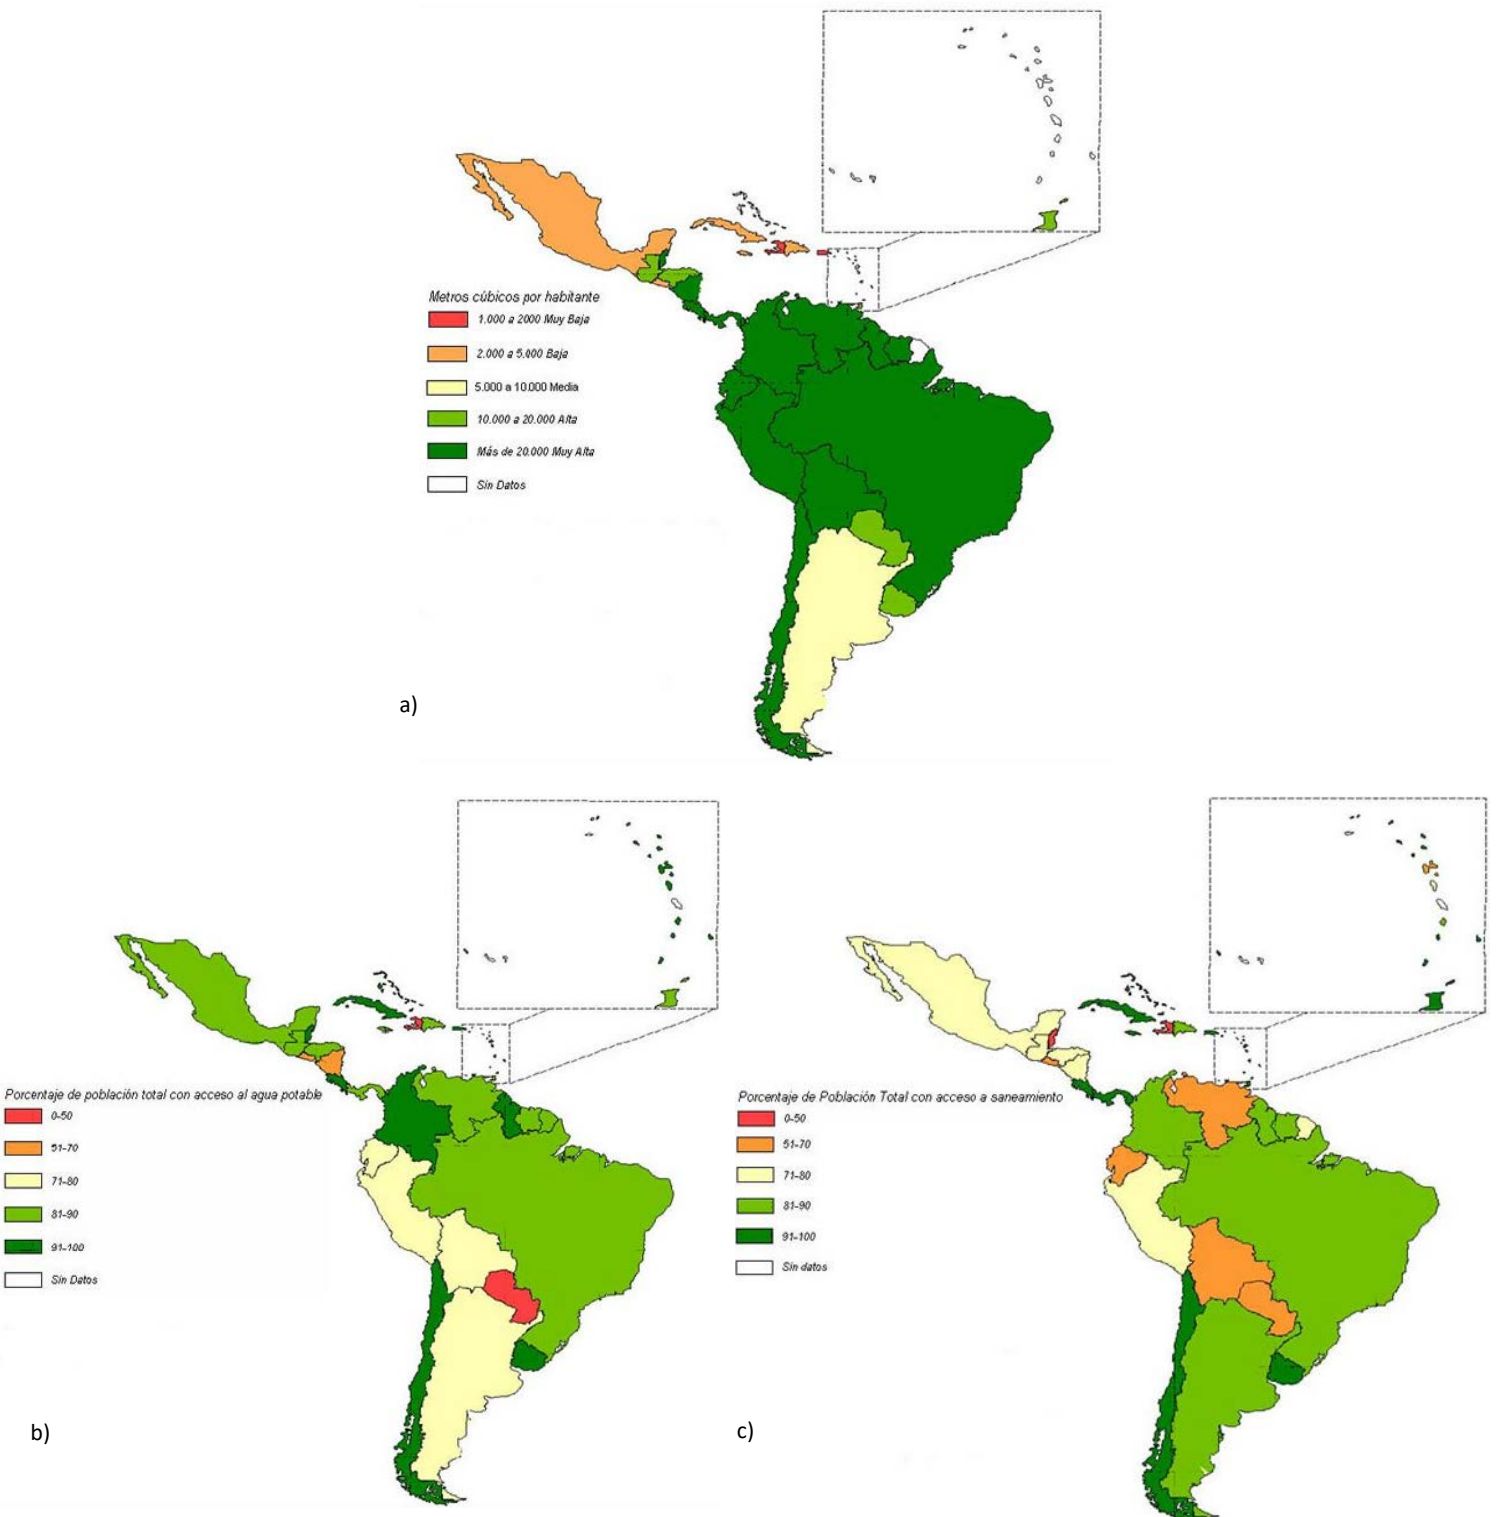 Metros cúbicos por habitante
1.000 a 2000 Muy Baja
2.000 a 5.000 Baja
5.000 a 10.000 Media
10.000 a 20.000 Alta
Más de 20.000 Muy Alta
Sin Datos
a)
Porcentaje de población total con acceso al agua potable
0-50
51-70
71-80
81-90
91-100
Sin Datos
b)
Porcentaje de Población Total con acceso a saneamiento
0-50
51-70
71-80
81-90
91-100
Sin datos
c)